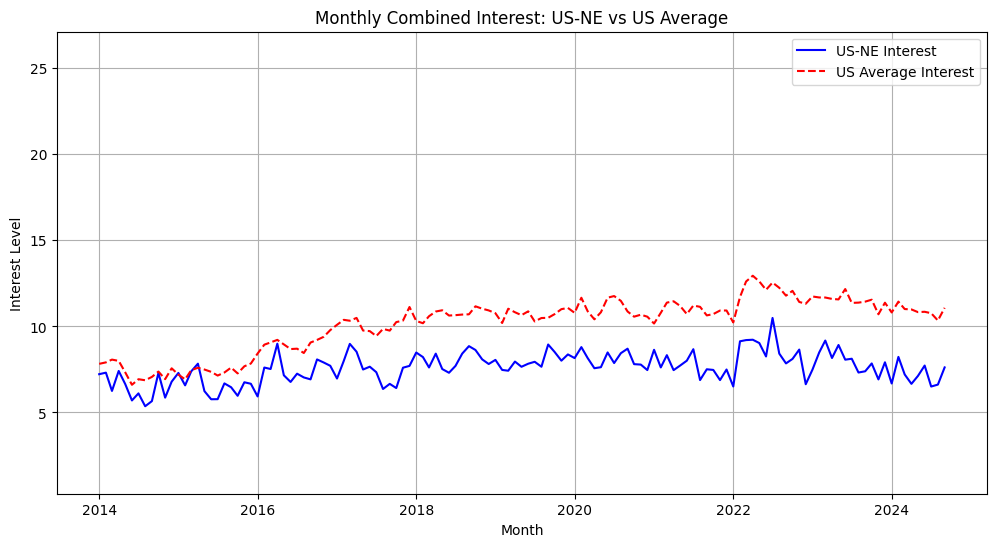 Monthly Combined Interest: US-NE vs US Average
US-NE Interest
US Average Interest
25
20
15
10
5
Interest Level
2014 2016 2018 2020 2022 2024
Month